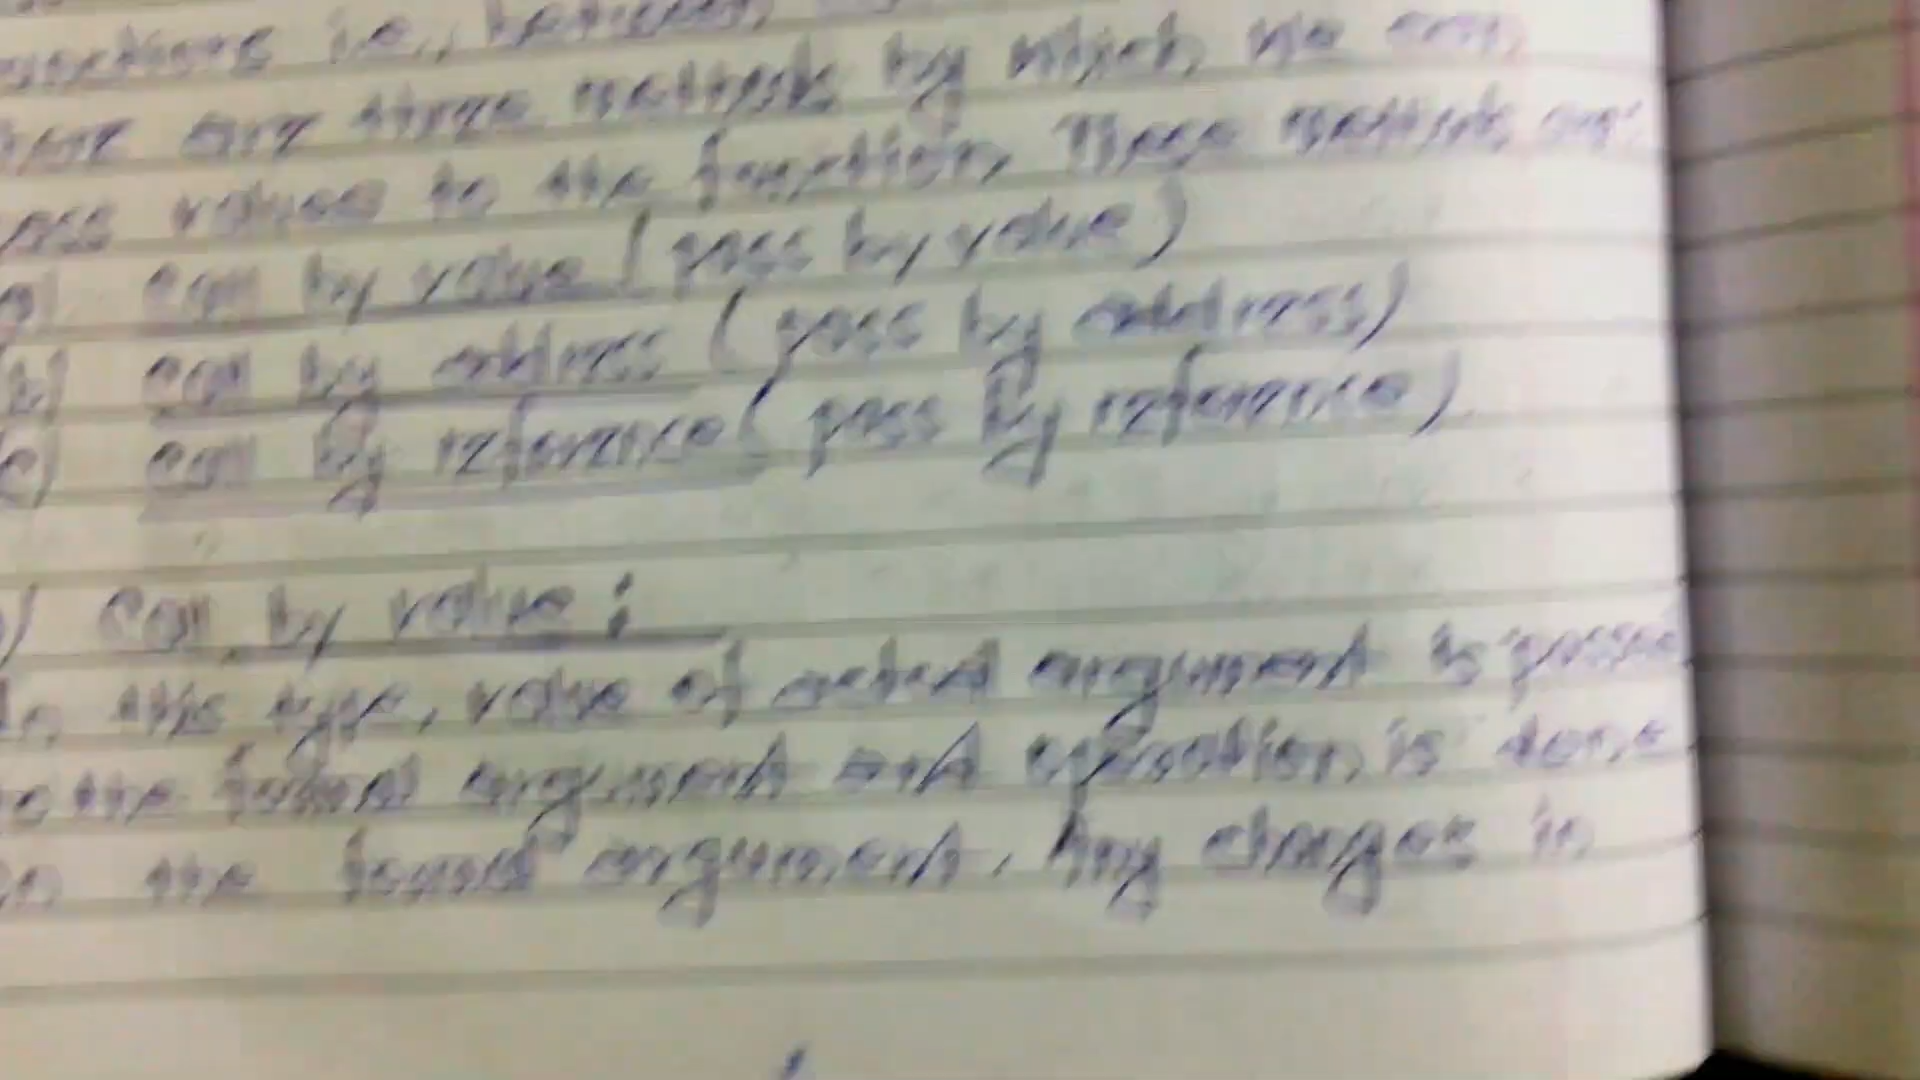 functions i.e., between
There are three methods by which we can
pass values to the function. These methods are:
a) call by value (pass by value)
b) call by address (pass by address)
c) call by reference (pass by reference)
a) Call by value :
In this type, value of actual argument is passed
to the formal argument and operation is done
on the formal argument. Any changes in